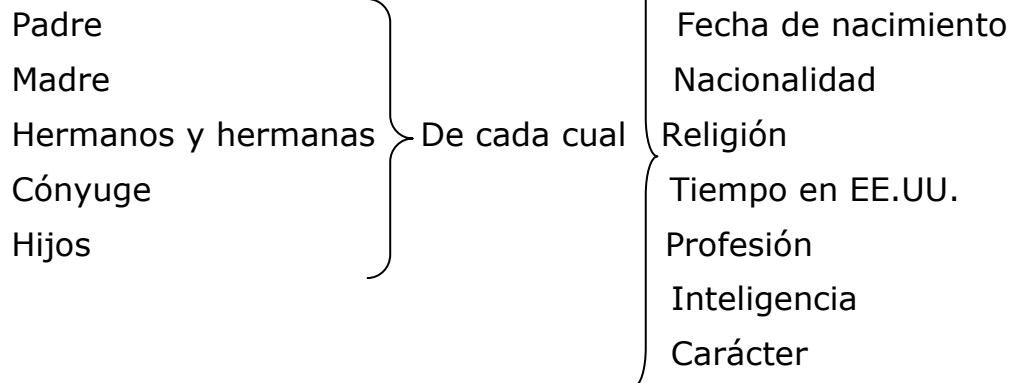 Padre Fecha de nacimiento
Madre Nacionalidad
Hermanos y hermanas De cada cual Religión
Cónyuge Tiempo en EE.UU.
Hijos Profesión
Inteligencia
Carácter